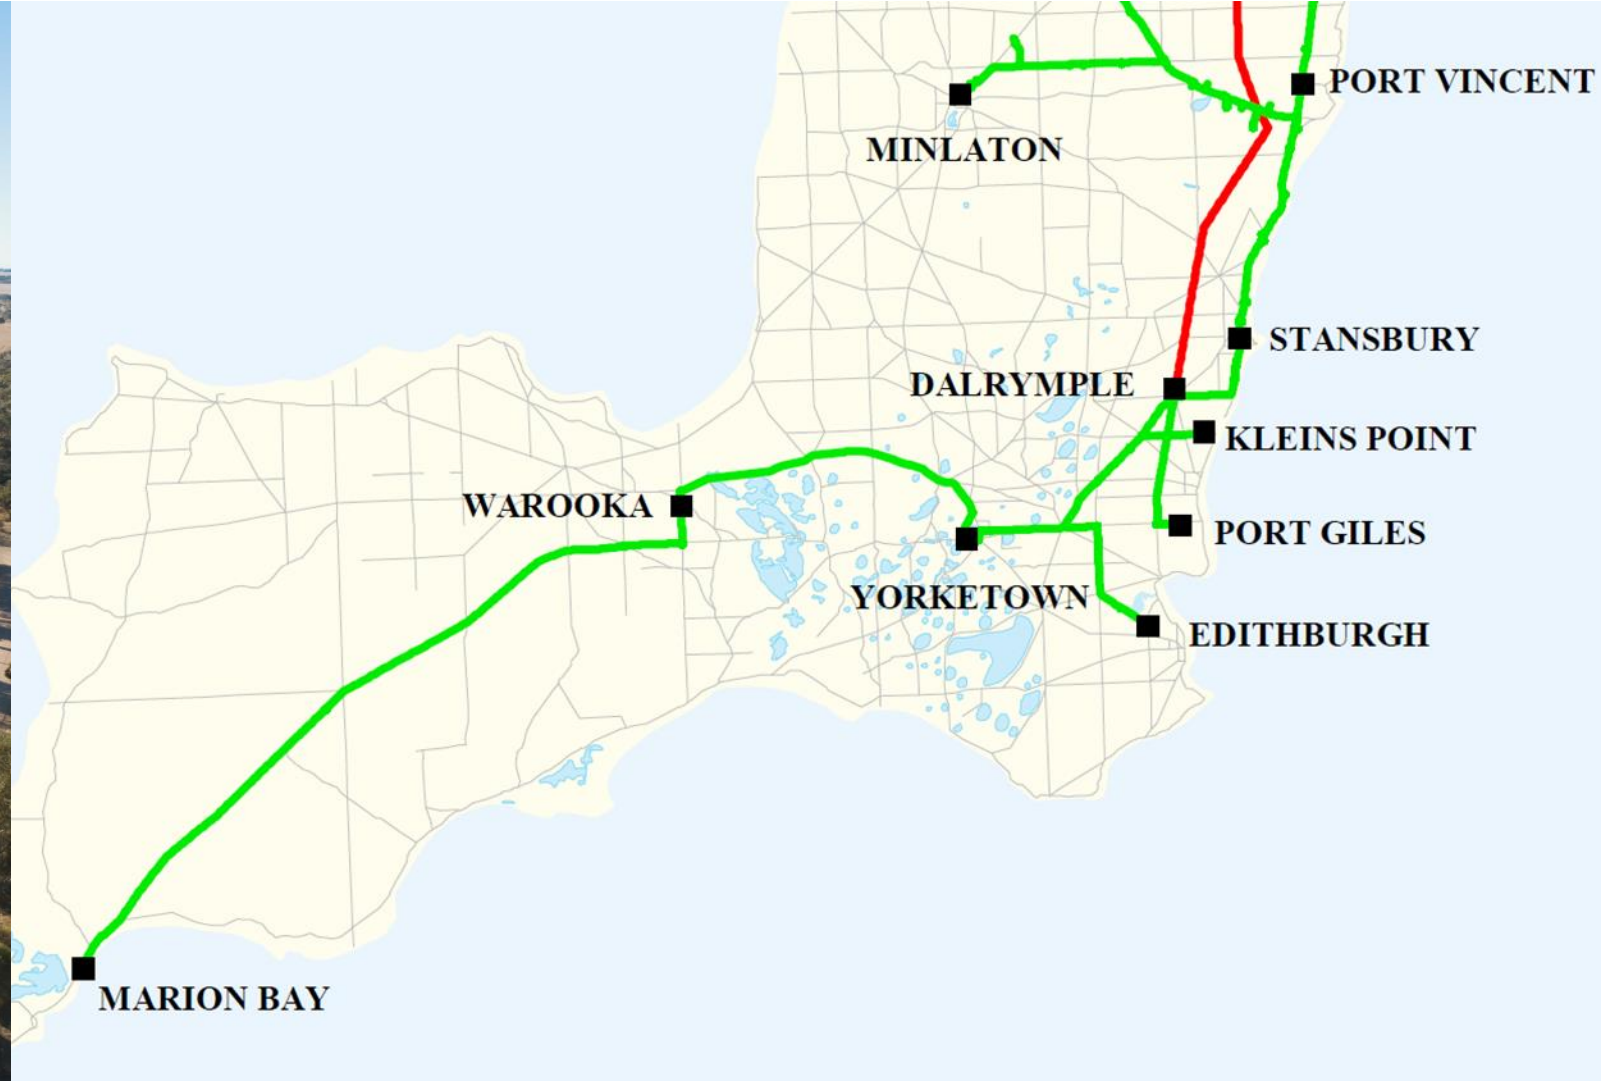 PORT VINCENT
MINLATON
STANSBURY
DALRYMPLE
KLEINS POINT
WAROOKA
PORT GILES
YORKETOWN
EDITHBURGH
MARION BAY